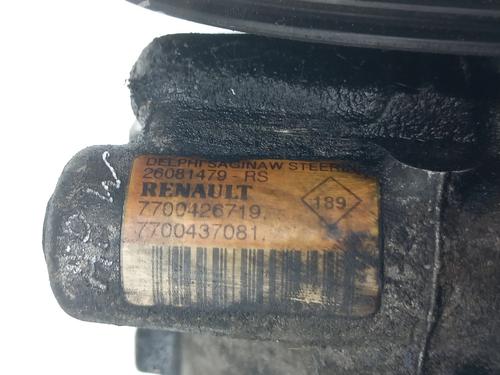 DELPHI SAGINAW STEERING
26081479 - RS
RENAULT
7700426719.
7700437081.
189